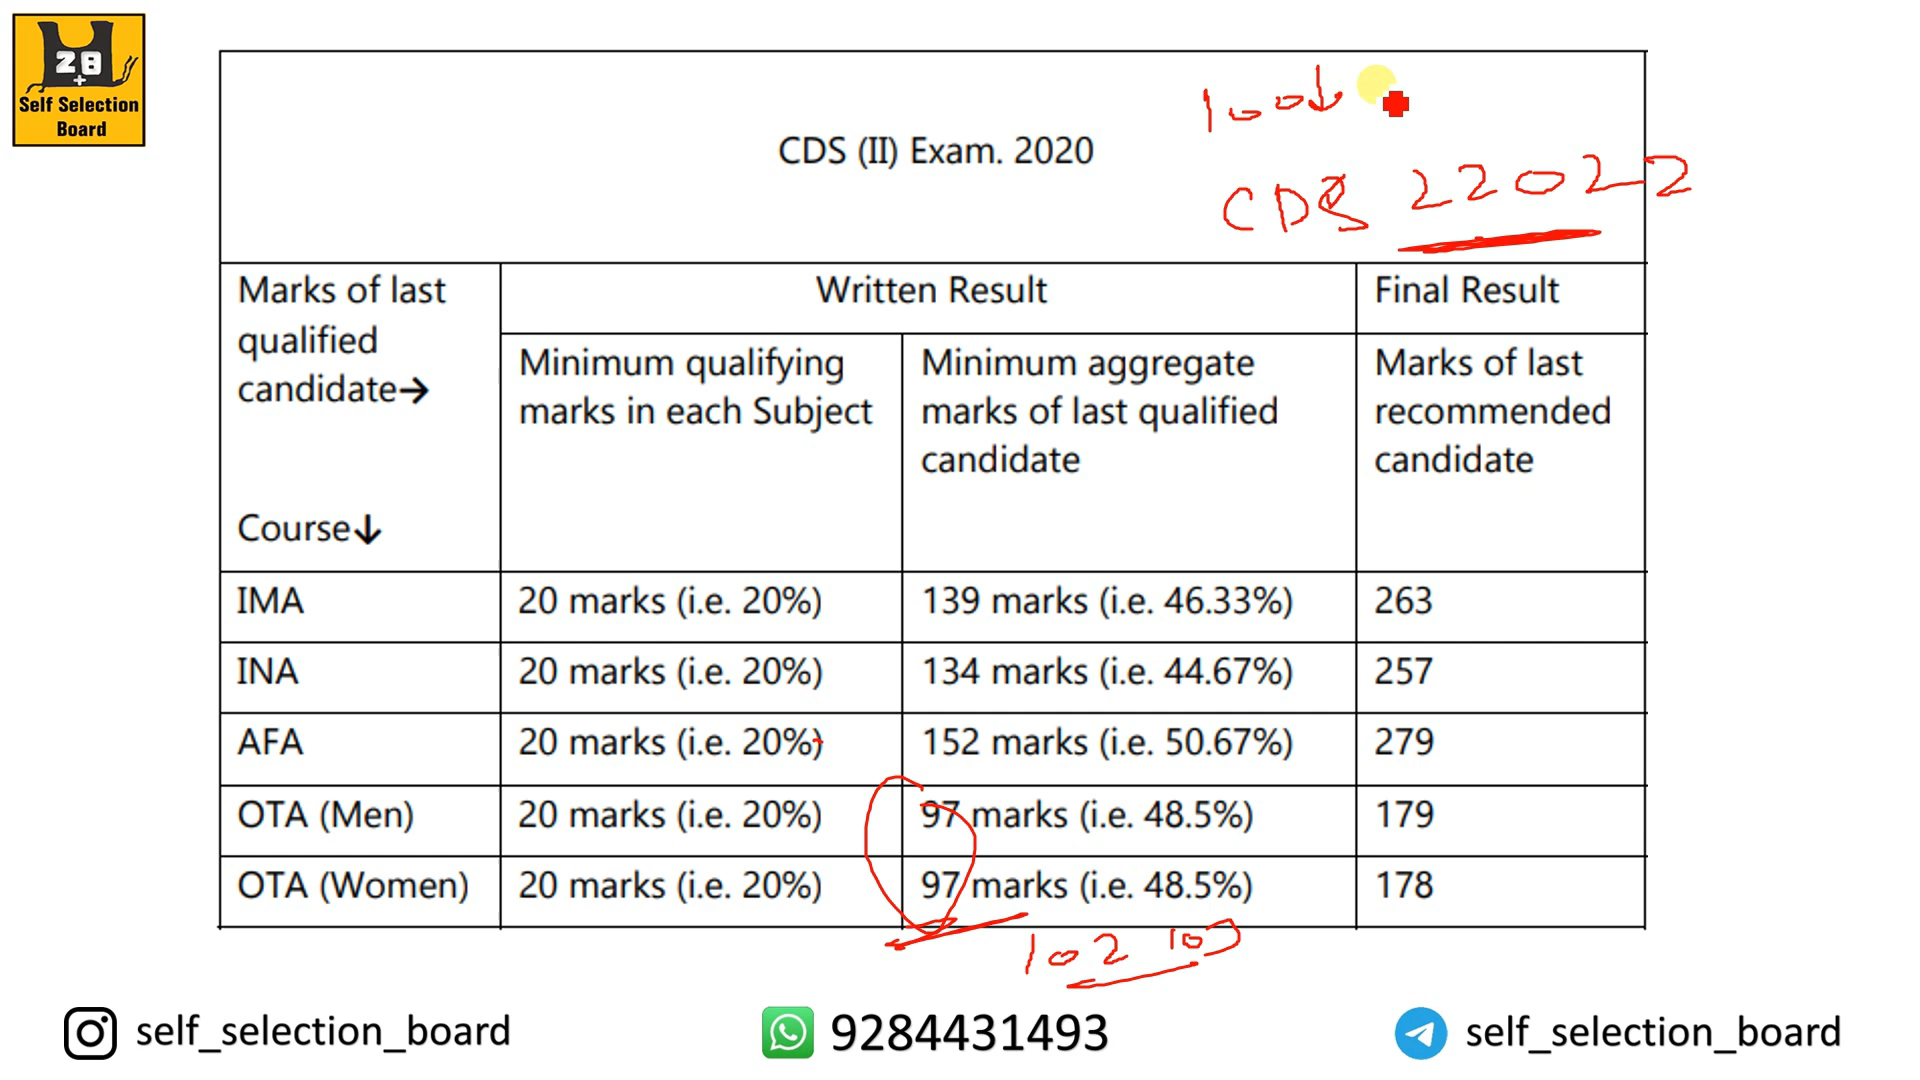 28
+
Self Selection
Board
100↓
CDS (II) Exam. 2020
CDS 2 2022
Marks of last
qualified
candidate→
Course↓
Written Result
Final Result
Minimum qualifying
marks in each Subject
Minimum aggregate
marks of last qualified
candidate
Marks of last
recommended
candidate
IMA 20 marks (i.e. 20%) 139 marks (i.e. 46.33%) 263
INA 20 marks (i.e. 20%) 134 marks (i.e. 44.67%) 257
AFA 20 marks (i.e. 20%) 152 marks (i.e. 50.67%) 279
OTA (Men) 20 marks (i.e. 20%) 97 marks (i.e. 48.5%) 179
OTA (Women) 20 marks (i.e. 20%) 97 marks (i.e. 48.5%) 178
102
self_selection_board
9284431493
self_selection_board